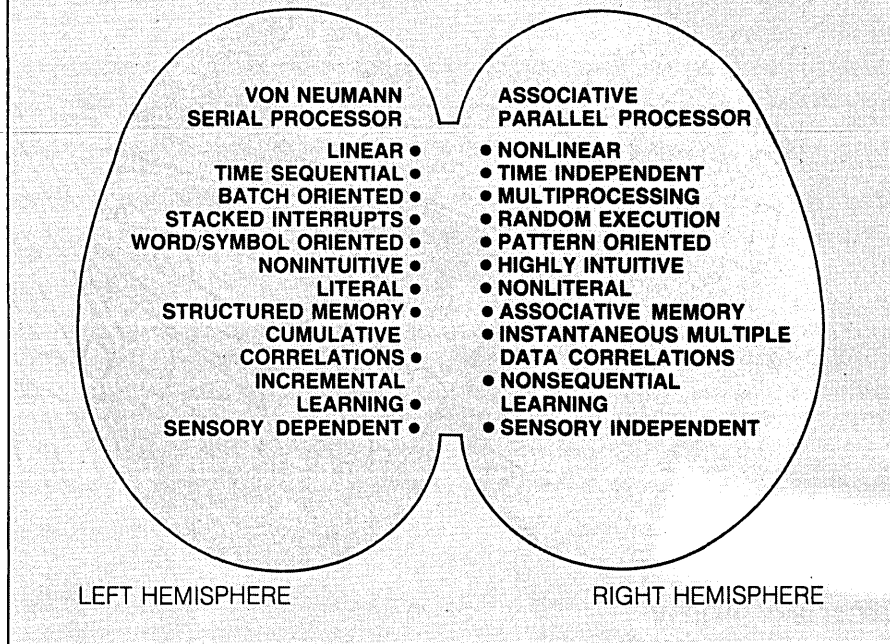 VON NEUMANN
SERIAL PROCESSOR
LINEAR •
TIME SEQUENTIAL •
BATCH ORIENTED •
STACKED INTERRUPTS •
WORD/SYMBOL ORIENTED •
NONINTUITIVE •
LITERAL •
STRUCTURED MEMORY •
CUMULATIVE
CORRELATIONS •
INCREMENTAL
LEARNING •
SENSORY DEPENDENT •
LEFT HEMISPHERE
ASSOCIATIVE
PARALLEL PROCESSOR
• NONLINEAR
• TIME INDEPENDENT
• MULTIPROCESSING
• RANDOM EXECUTION
• PATTERN ORIENTED
• HIGHLY INTUITIVE
• NONLITERAL
• ASSOCIATIVE MEMORY
• INSTANTANEOUS MULTIPLE
DATA CORRELATIONS
• NONSEQUENTIAL
LEARNING
• SENSORY INDEPENDENT
RIGHT HEMISPHERE